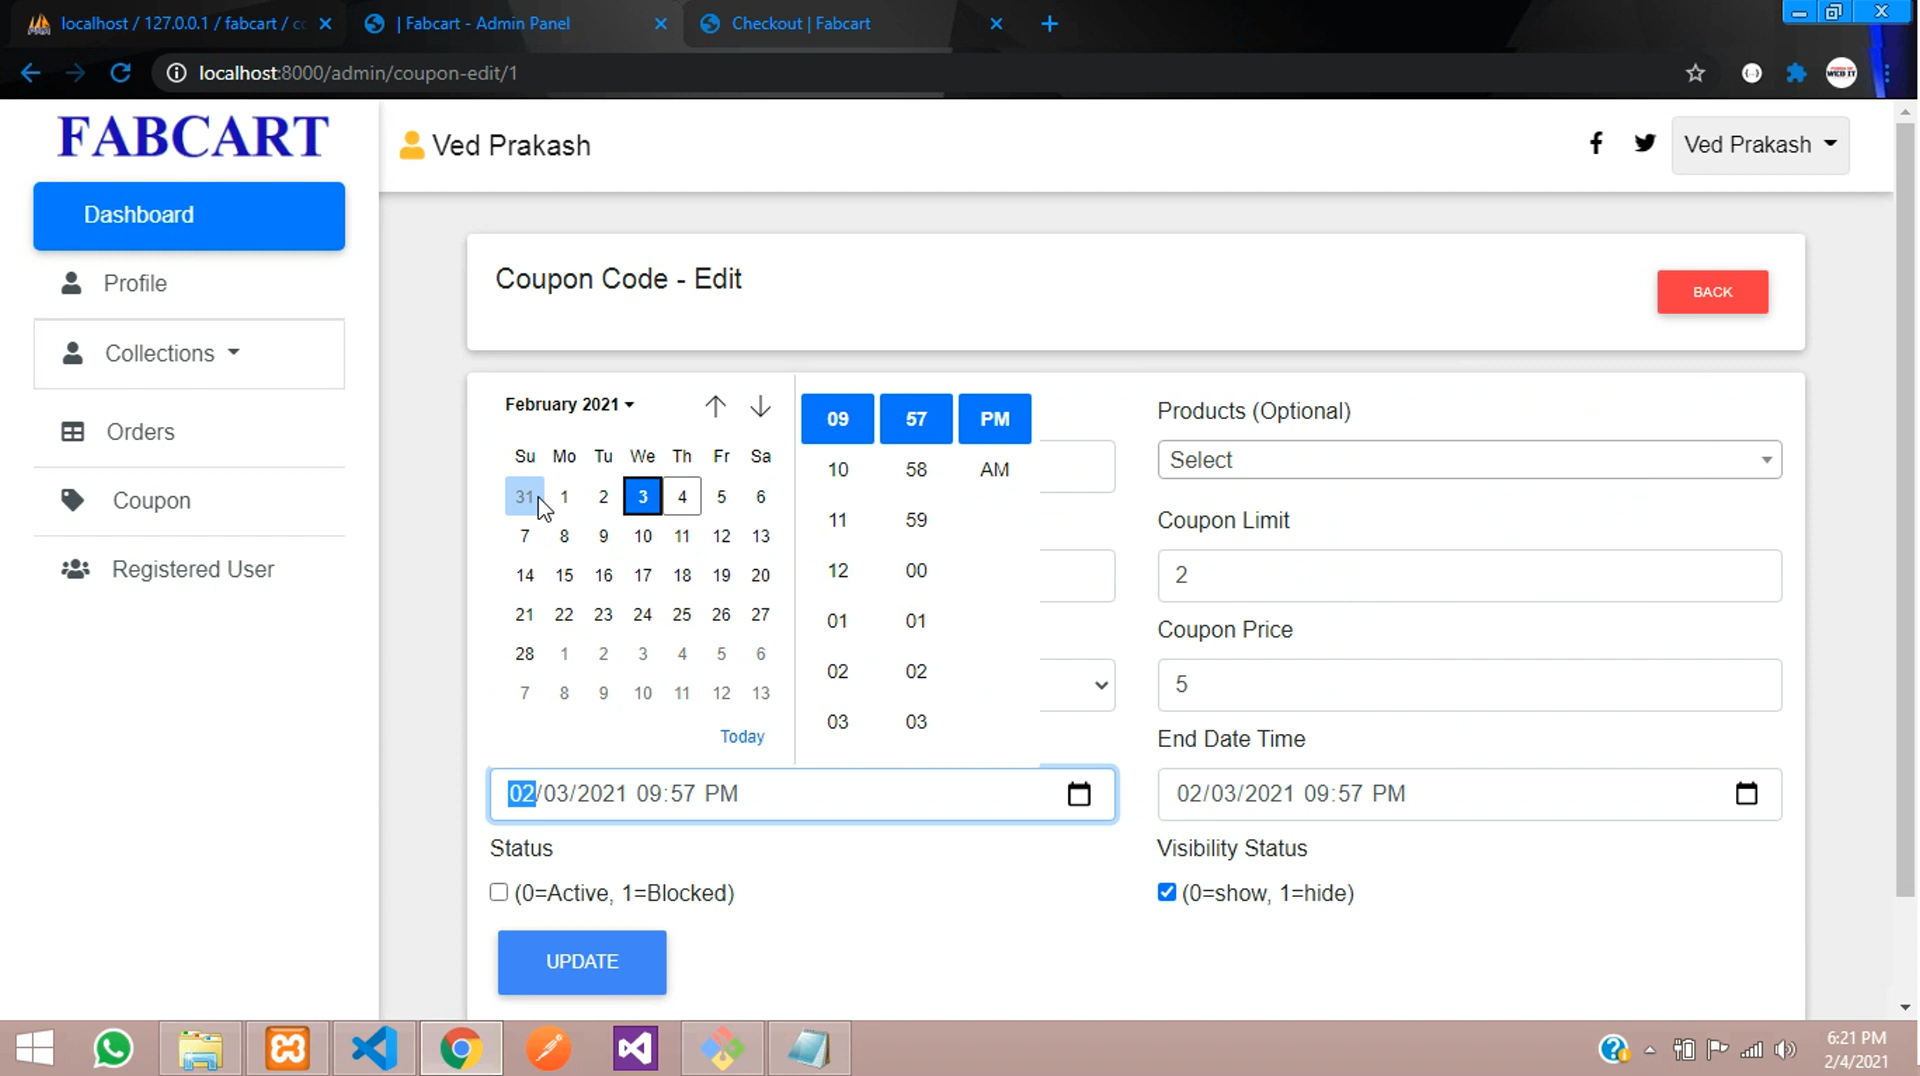 localhost / 127.0.0.1 / fabcart / cc
| Fabcart - Admin Panel
Checkout | Fabcart
localhost:8000/admin/coupon-edit/1
FABCART
Ved Prakash
Ved Prakash
Dashboard
Profile
Collections
Orders
Coupon
Registered User
Coupon Code - Edit
BACK
February 2021
Su Mo Tu We Th Fr Sa
31 1 2 3 4 5 6
7 8 9 10 11 12 13
14 15 16 17 18 19 20
21 22 23 24 25 26 27
28 1 2 3 4 5 6
7 8 9 10 11 12 13
Today
09 57 PM
10 58 AM
11 59
12 00
01 01
02 02
03 03
Products (Optional)
Select
Coupon Limit
2
Coupon Price
5
End Date Time
02/03/2021 09:57 PM
02/03/2021 09:57 PM
Status
(0=Active, 1=Blocked)
Visibility Status
(0=show, 1=hide)
UPDATE
6:21 PM
2/4/2021